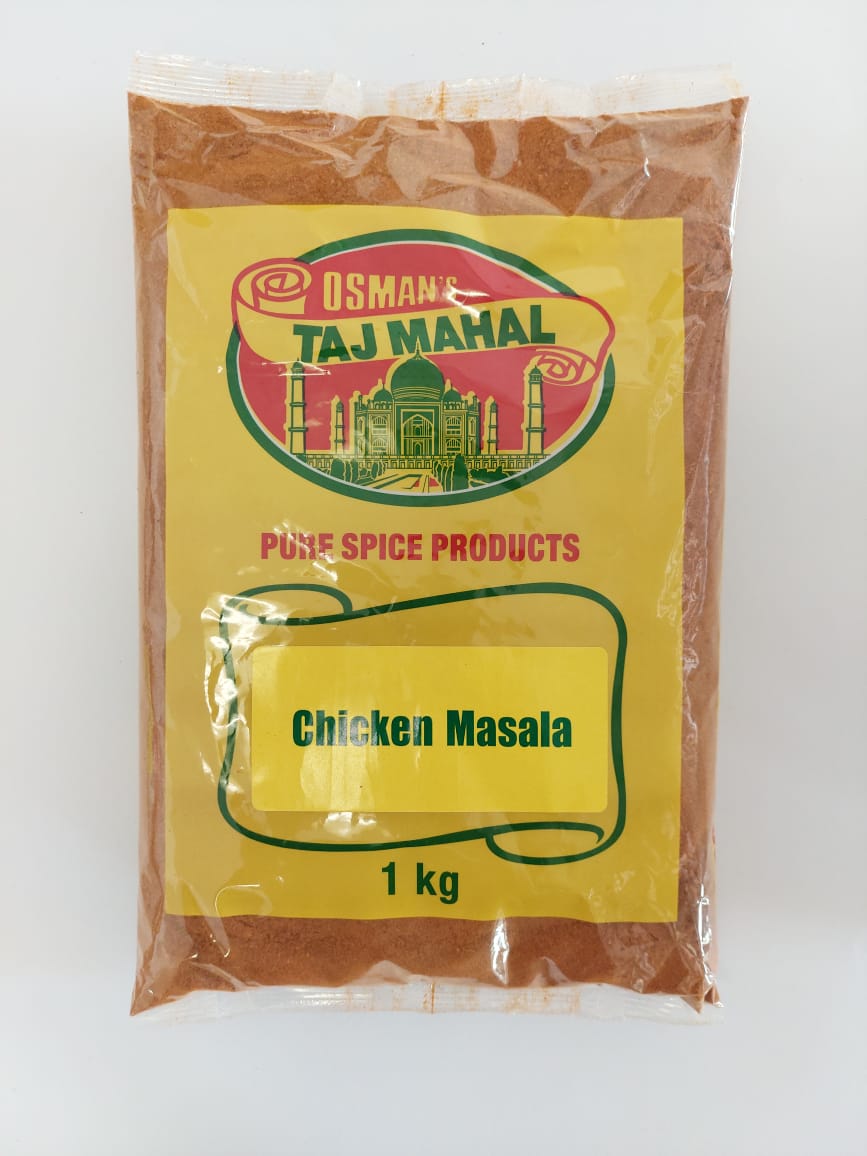 OSMAN'S
TAJ MAHAL
PURE SPICE PRODUCTS
Chicken Masala
1 kg